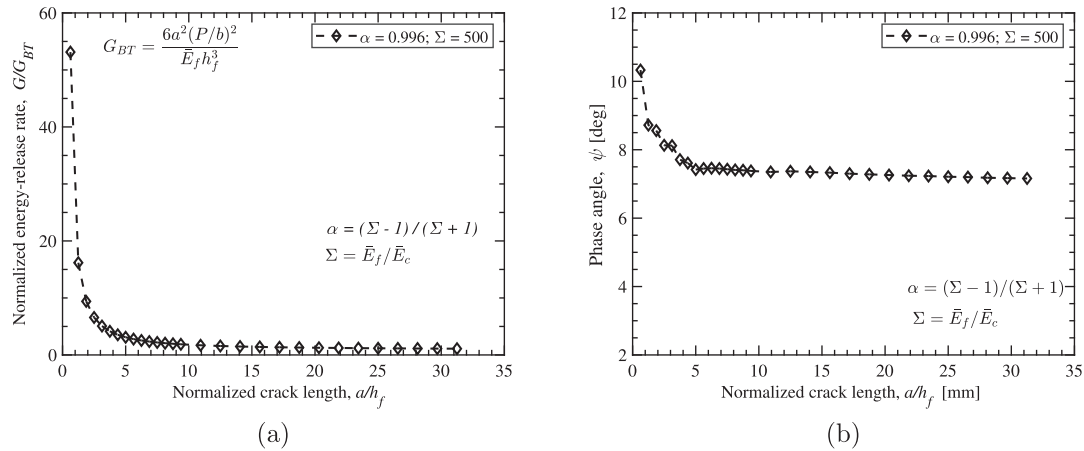 Normalized energy-release rate, G/G_BT
60
40
20
0
G_BT = 6a²(P/b)² / Ē_f h_f³
α = 0.996; Σ = 500
α = (Σ - 1) / (Σ + 1)
Σ = Ē_f/Ē_c
0 5 10 15 20 25 30 35
Normalized crack length, a/h_f
(a)
Phase angle, ψ [deg]
12
10
8
6
4
2
α = 0.996; Σ = 500
α = (Σ − 1)/(Σ + 1)
Σ = Ē_f/Ē_c
0 5 10 15 20 25 30 35
Normalized crack length, a/h_f [mm]
(b)